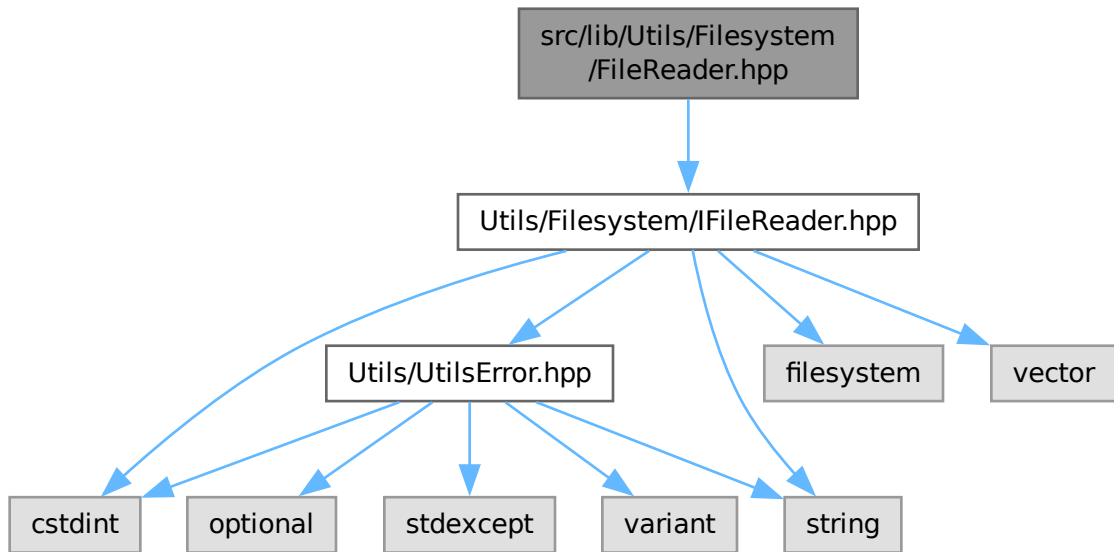 src/lib/Utils/Filesystem
/FileReader.hpp
Utils/Filesystem/IFileReader.hpp
Utils/UtilsError.hpp
filesystem
vector
cstdint
optional
stdexcept
variant
string